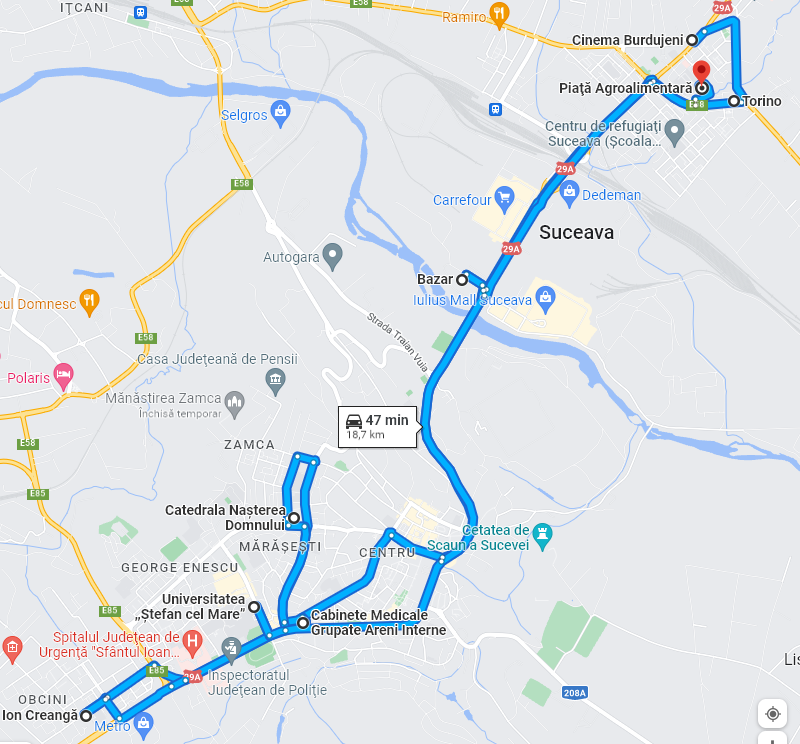 IȚCANI
E58
29A
Ramiro
Cinema Burdujeni
Piață Agroalimentară
E58
Torino
Selgros
Centru de refugiați
Suceava (Școala...
29A
E58
Carrefour
Dedeman
Suceava
29A
Autogara
Bazar
Iulius Mall Suceava
cul Domnesc
Strada Traian Vuia
E58
Casa Județeană de Pensii
Polaris
Mănăstirea Zamca
Închisă temporar
47 min
18,7 km
E58
ZAMCA
E85
Catedrala Nașterea
Domnului
MĂRĂȘEȘTI
CENTRU
Cetatea de
Scaun a Sucevei
GEORGE ENESCU
Universitatea
„Ștefan cel Mare”
E85
Cabinete Medicale
Grupate Areni Interne
Spitalul Județean de
Urgență "Sfântul Ioan...
Lis
E85
29A
Inspectoratul
Județean de Poliție
208A
OBCINI
Ion Creangă
Metro